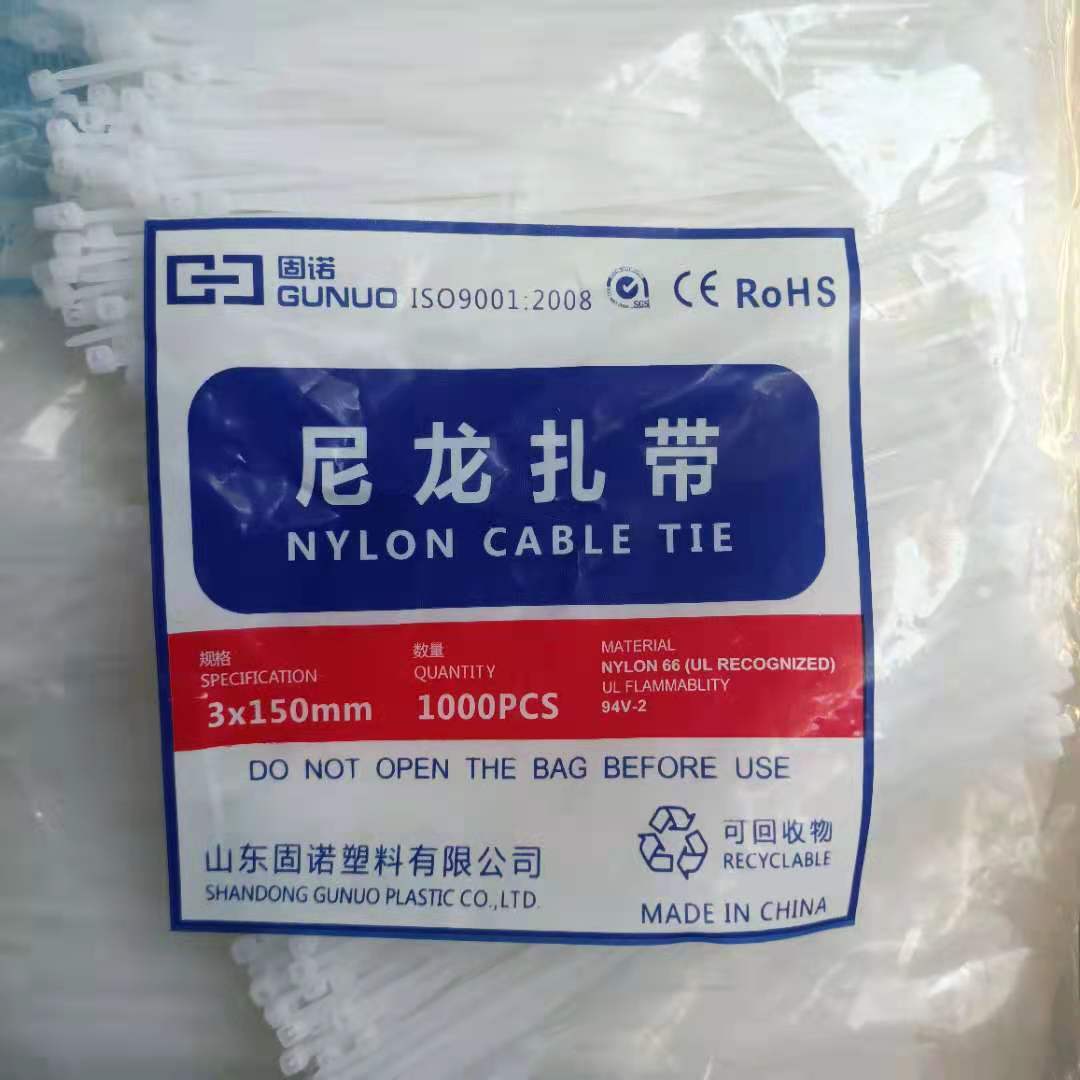 固诺
GUNUO ISO9001:2008 SGS CE RoHS
尼龙扎带
NYLON CABLE TIE
规格
SPECIFICATION
3x150mm
数量
QUANTITY
1000PCS
MATERIAL
NYLON 66 (UL RECOGNIZED)
UL FLAMMABLITY
94V-2
DO NOT OPEN THE BAG BEFORE USE
山东固诺塑料有限公司
SHANDONG GUNUO PLASTIC CO.,LTD.
可回收物
RECYCLABLE
MADE IN CHINA